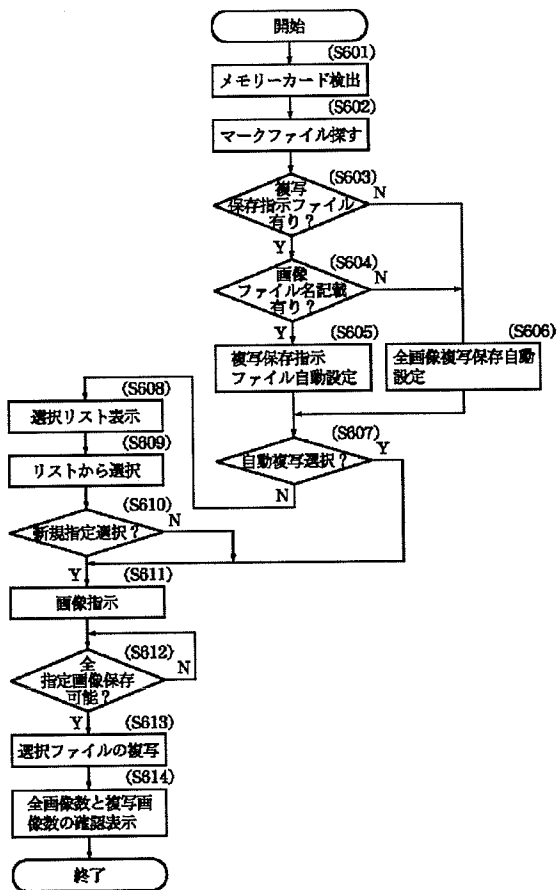 開始
(S601)
メモリーカード検出
(S602)
マークファイル探す
(S603)
複写
保存指示ファイル
有り？
N
Y
(S604)
画像
ファイル名記載
有り？
N
Y
(S605)
複写保存指示
ファイル自動設定
(S606)
全画像複写保存自動
設定
(S607)
自動複写選択？
Y
N
(S608)
選択リスト表示
(S609)
リストから選択
(S610)
新規指定選択？
N
Y
(S611)
画像指示
(S612)
全
指定画像保存
可能？
N
Y
(S613)
選択ファイルの複写
(S614)
全画像数と複写画
像数の確認表示
終了